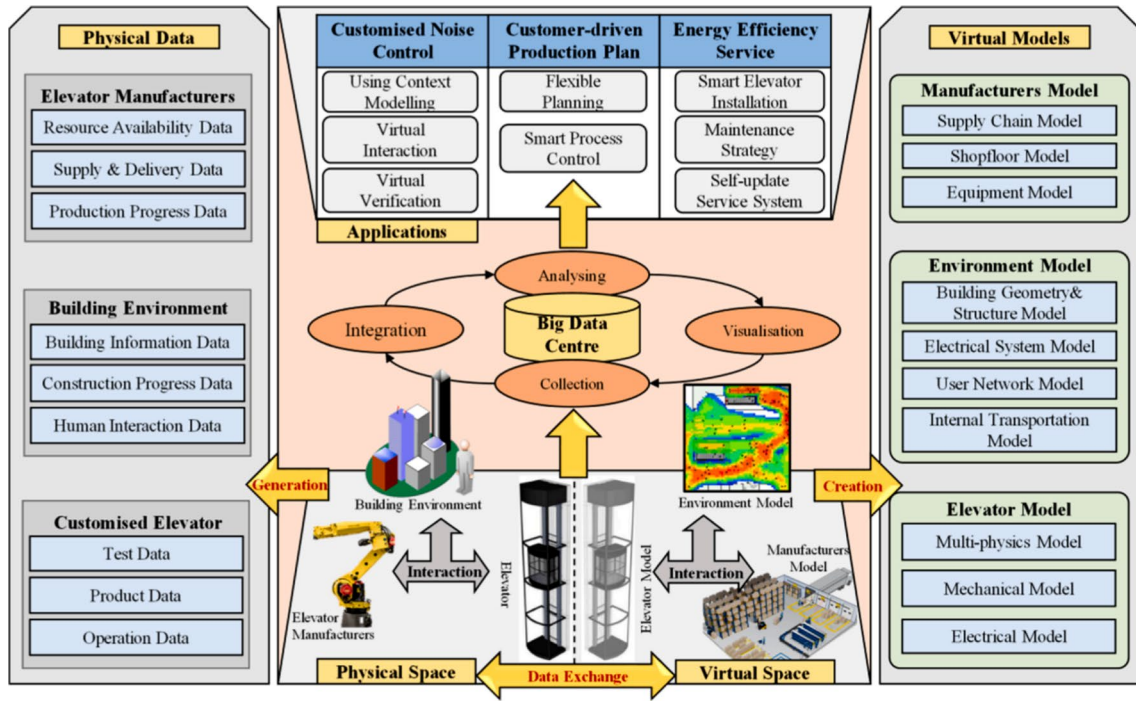 Physical Data
Elevator Manufacturers
Resource Availability Data
Supply & Delivery Data
Production Progress Data
Building Environment
Building Information Data
Construction Progress Data
Human Interaction Data
Customised Elevator
Test Data
Product Data
Operation Data
Customised Noise
Control
Using Context
Modelling
Virtual
Interaction
Virtual
Verification
Customer-driven
Production Plan
Flexible
Planning
Smart Process
Control
Energy Efficiency
Service
Smart Elevator
Installation
Maintenance
Strategy
Self-update
Service System
Applications
Analysing
Integration
Big Data
Centre
Visualisation
Collection
Generation
Building Environment
Environment Model
Creation
Interaction
Elevator
Elevator Model
Interaction
Manufacturers
Model
Elevator
Manufacturers
Physical Space
Data Exchange
Virtual Space
Virtual Models
Manufacturers Model
Supply Chain Model
Shopfloor Model
Equipment Model
Environment Model
Building Geometry&
Structure Model
Electrical System Model
User Network Model
Internal Transportation
Model
Elevator Model
Multi-physics Model
Mechanical Model
Electrical Model